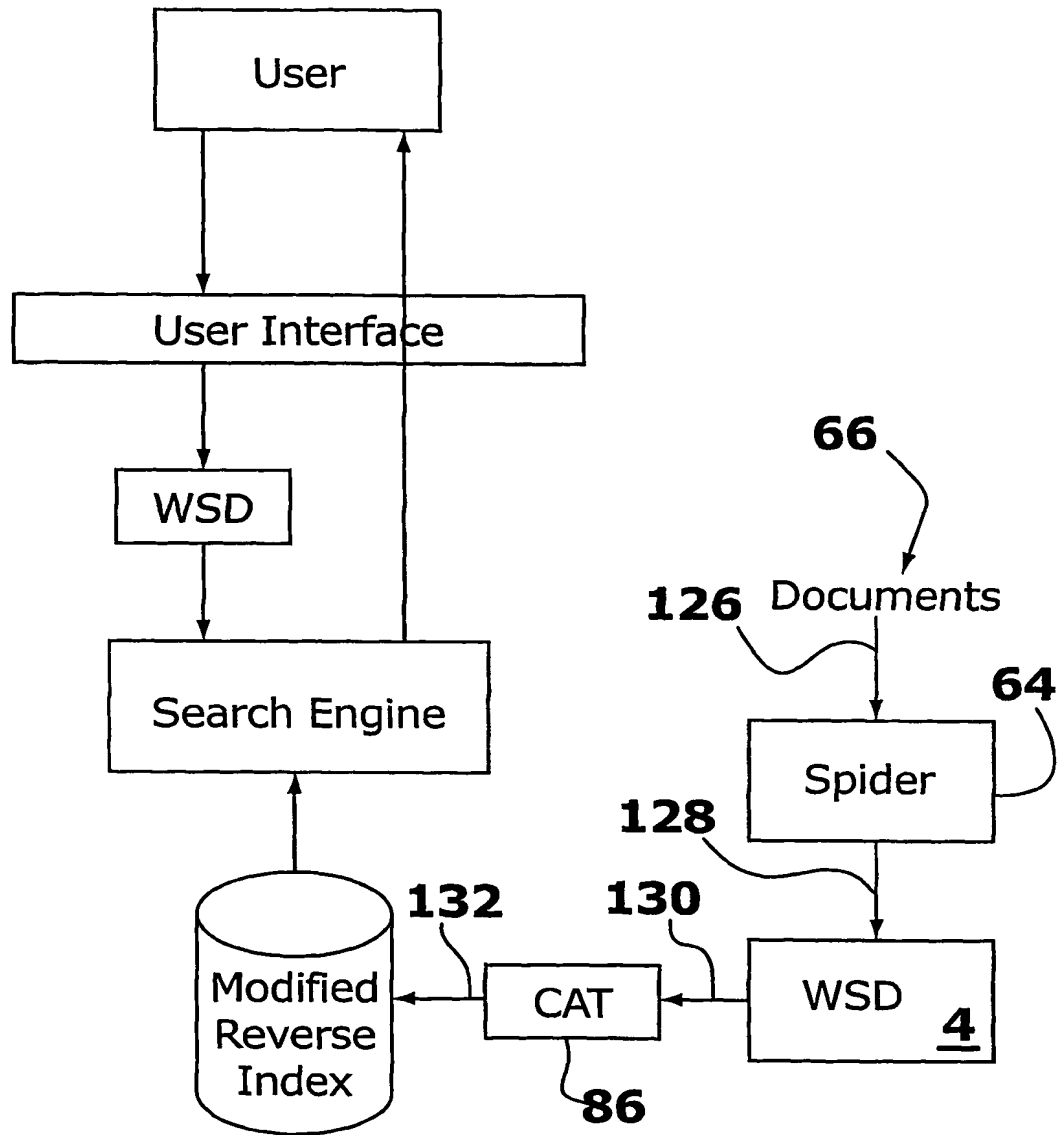 User
User Interface
WSD
66
126
Documents
64
Search Engine
Spider
128
132
130
Modified
Reverse
Index
CAT
WSD
4
86